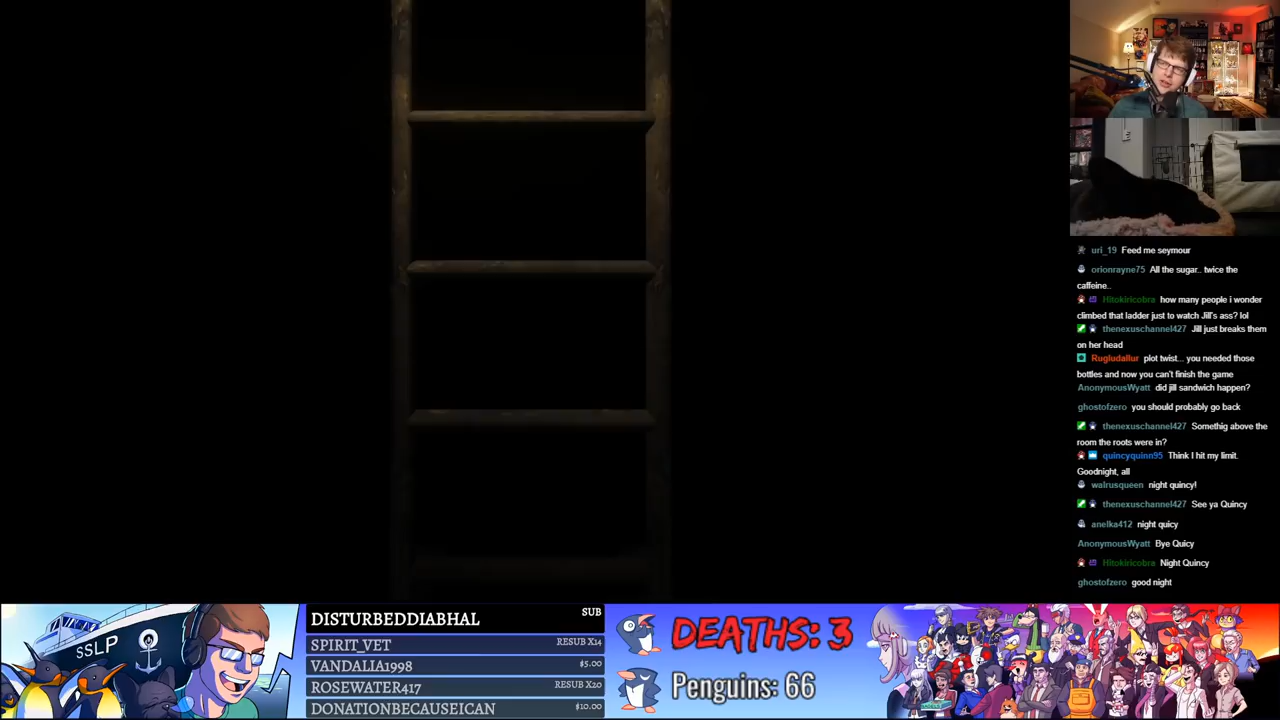 uri_19 Feed me seymour
orionrayne75 All the sugar.. twice the
caffeine..
Hitokiricobra how many people i wonder
climbed that ladder just to watch Jill's ass? lol
thenexuschannel427 Jill just breaks them
on her head
Rugludallur plot twist... you needed those
bottles and now you can't finish the game
AnonymousWyatt did jill sandwich happen?
ghostofzero you should probably go back
thenexuschannel427 Somethig above the
room the roots were in?
quincyquinn95 Think I hit my limit.
Goodnight, all
walrusqueen night quincy!
thenexuschannel427 See ya Quincy
anelka412 night quicy
AnonymousWyatt Bye Quicy
Hitokiricobra Night Quincy
ghostofzero good night
SSLP
DISTURBEDDIABHAL SUB
SPIRIT_VET RESUB X14
VANDALIA1998 $5.00
ROSEWATER417 RESUB X20
DONATIONBECAUSEICAN $10.00
DEATHS: 3
Penguins: 66